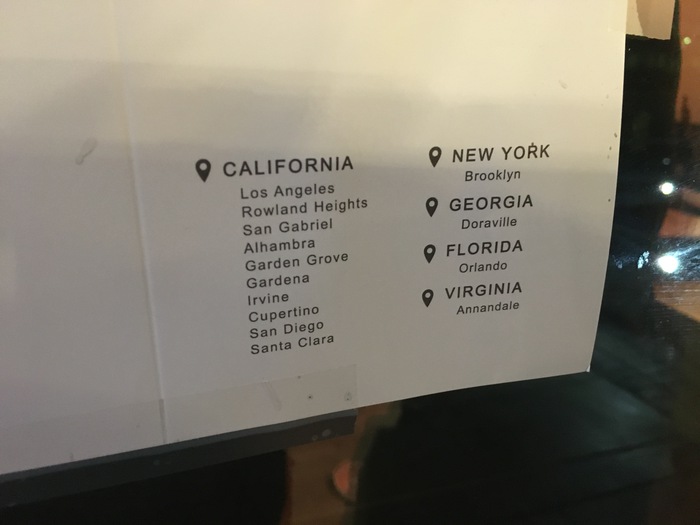 CALIFORNIA
Los Angeles
Rowland Heights
San Gabriel
Alhambra
Garden Grove
Gardena
Irvine
Cupertino
San Diego
Santa Clara
NEW YORK
Brooklyn
GEORGIA
Doraville
FLORIDA
Orlando
VIRGINIA
Annandale